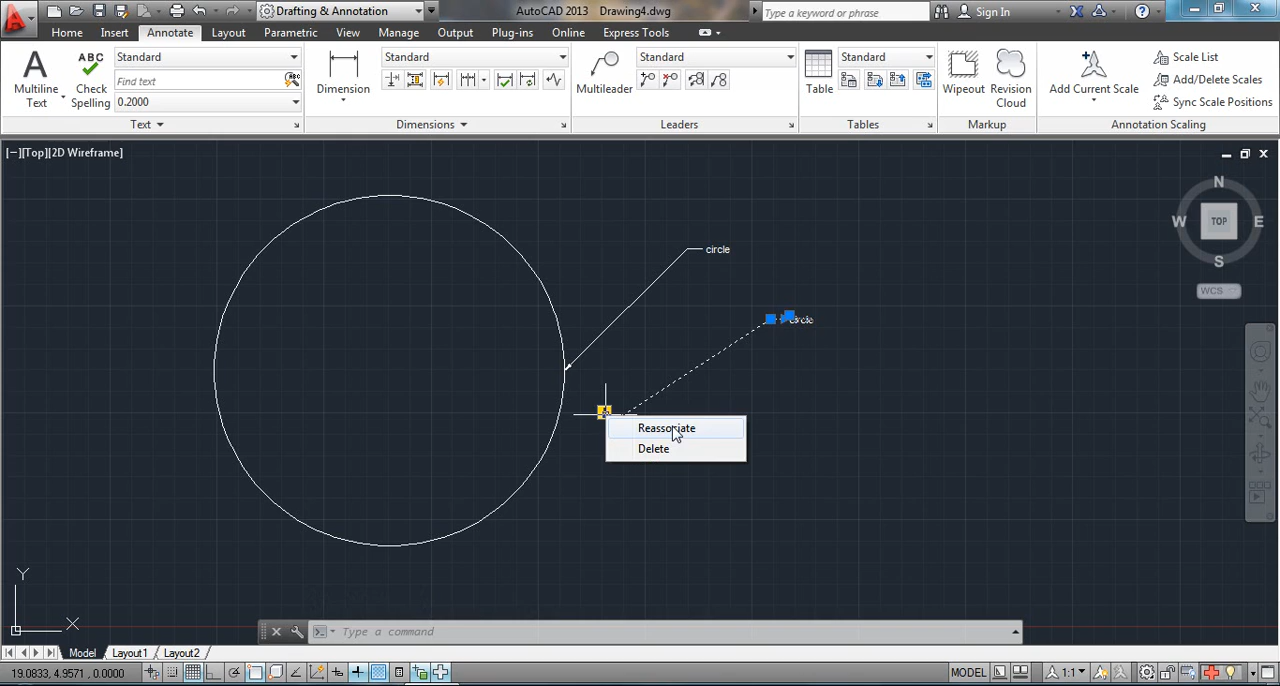 Drafting & Annotation
AutoCAD 2013 Drawing4.dwg
Type a keyword or phrase
Sign In
Home Insert Annotate Layout Parametric View Manage Output Plug-ins Online Express Tools
Multiline Text
ABC
Check Spelling
Standard
Find text
0.2000
Text
Dimension
Standard
Dimensions
Multileader
Standard
Leaders
Table
Standard
Tables
Wipeout
Revision Cloud
Markup
Add Current Scale
Scale List
Add/Delete Scales
Sync Scale Positions
Annotation Scaling
[−][Top][2D Wireframe]
N
W TOP E
S
WCS
circle
circle
Reassociate
Delete
Y
X
Type a command
Model Layout1 Layout2
19.0833, 4.9571, 0.0000
MODEL
1:1